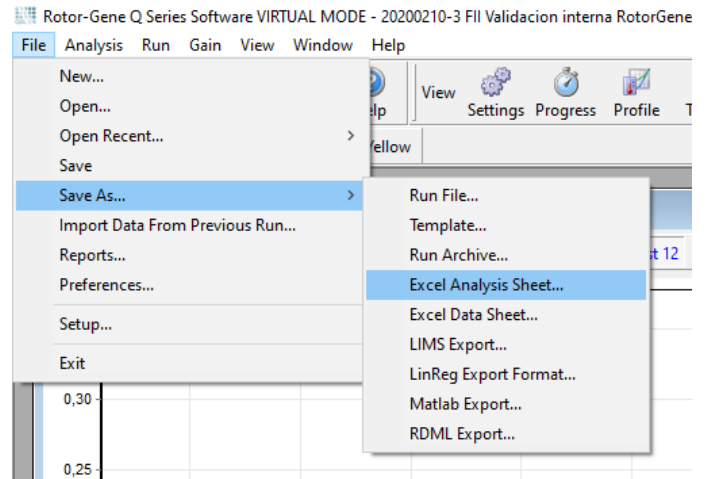 Rotor-Gene Q Series Software VIRTUAL MODE - 20200210-3 FII Validacion interna RotorGene
File Analysis Run Gain View Window Help
New...
Open...
Open Recent...
Save
Save As...
Import Data From Previous Run...
Reports...
Preferences...
Setup...
Exit
View
Settings Progress Profile
Run File...
Template...
Run Archive...
Excel Analysis Sheet...
Excel Data Sheet...
LIMS Export...
LinReg Export Format...
Matlab Export...
RDML Export...
12
0,30
0,25